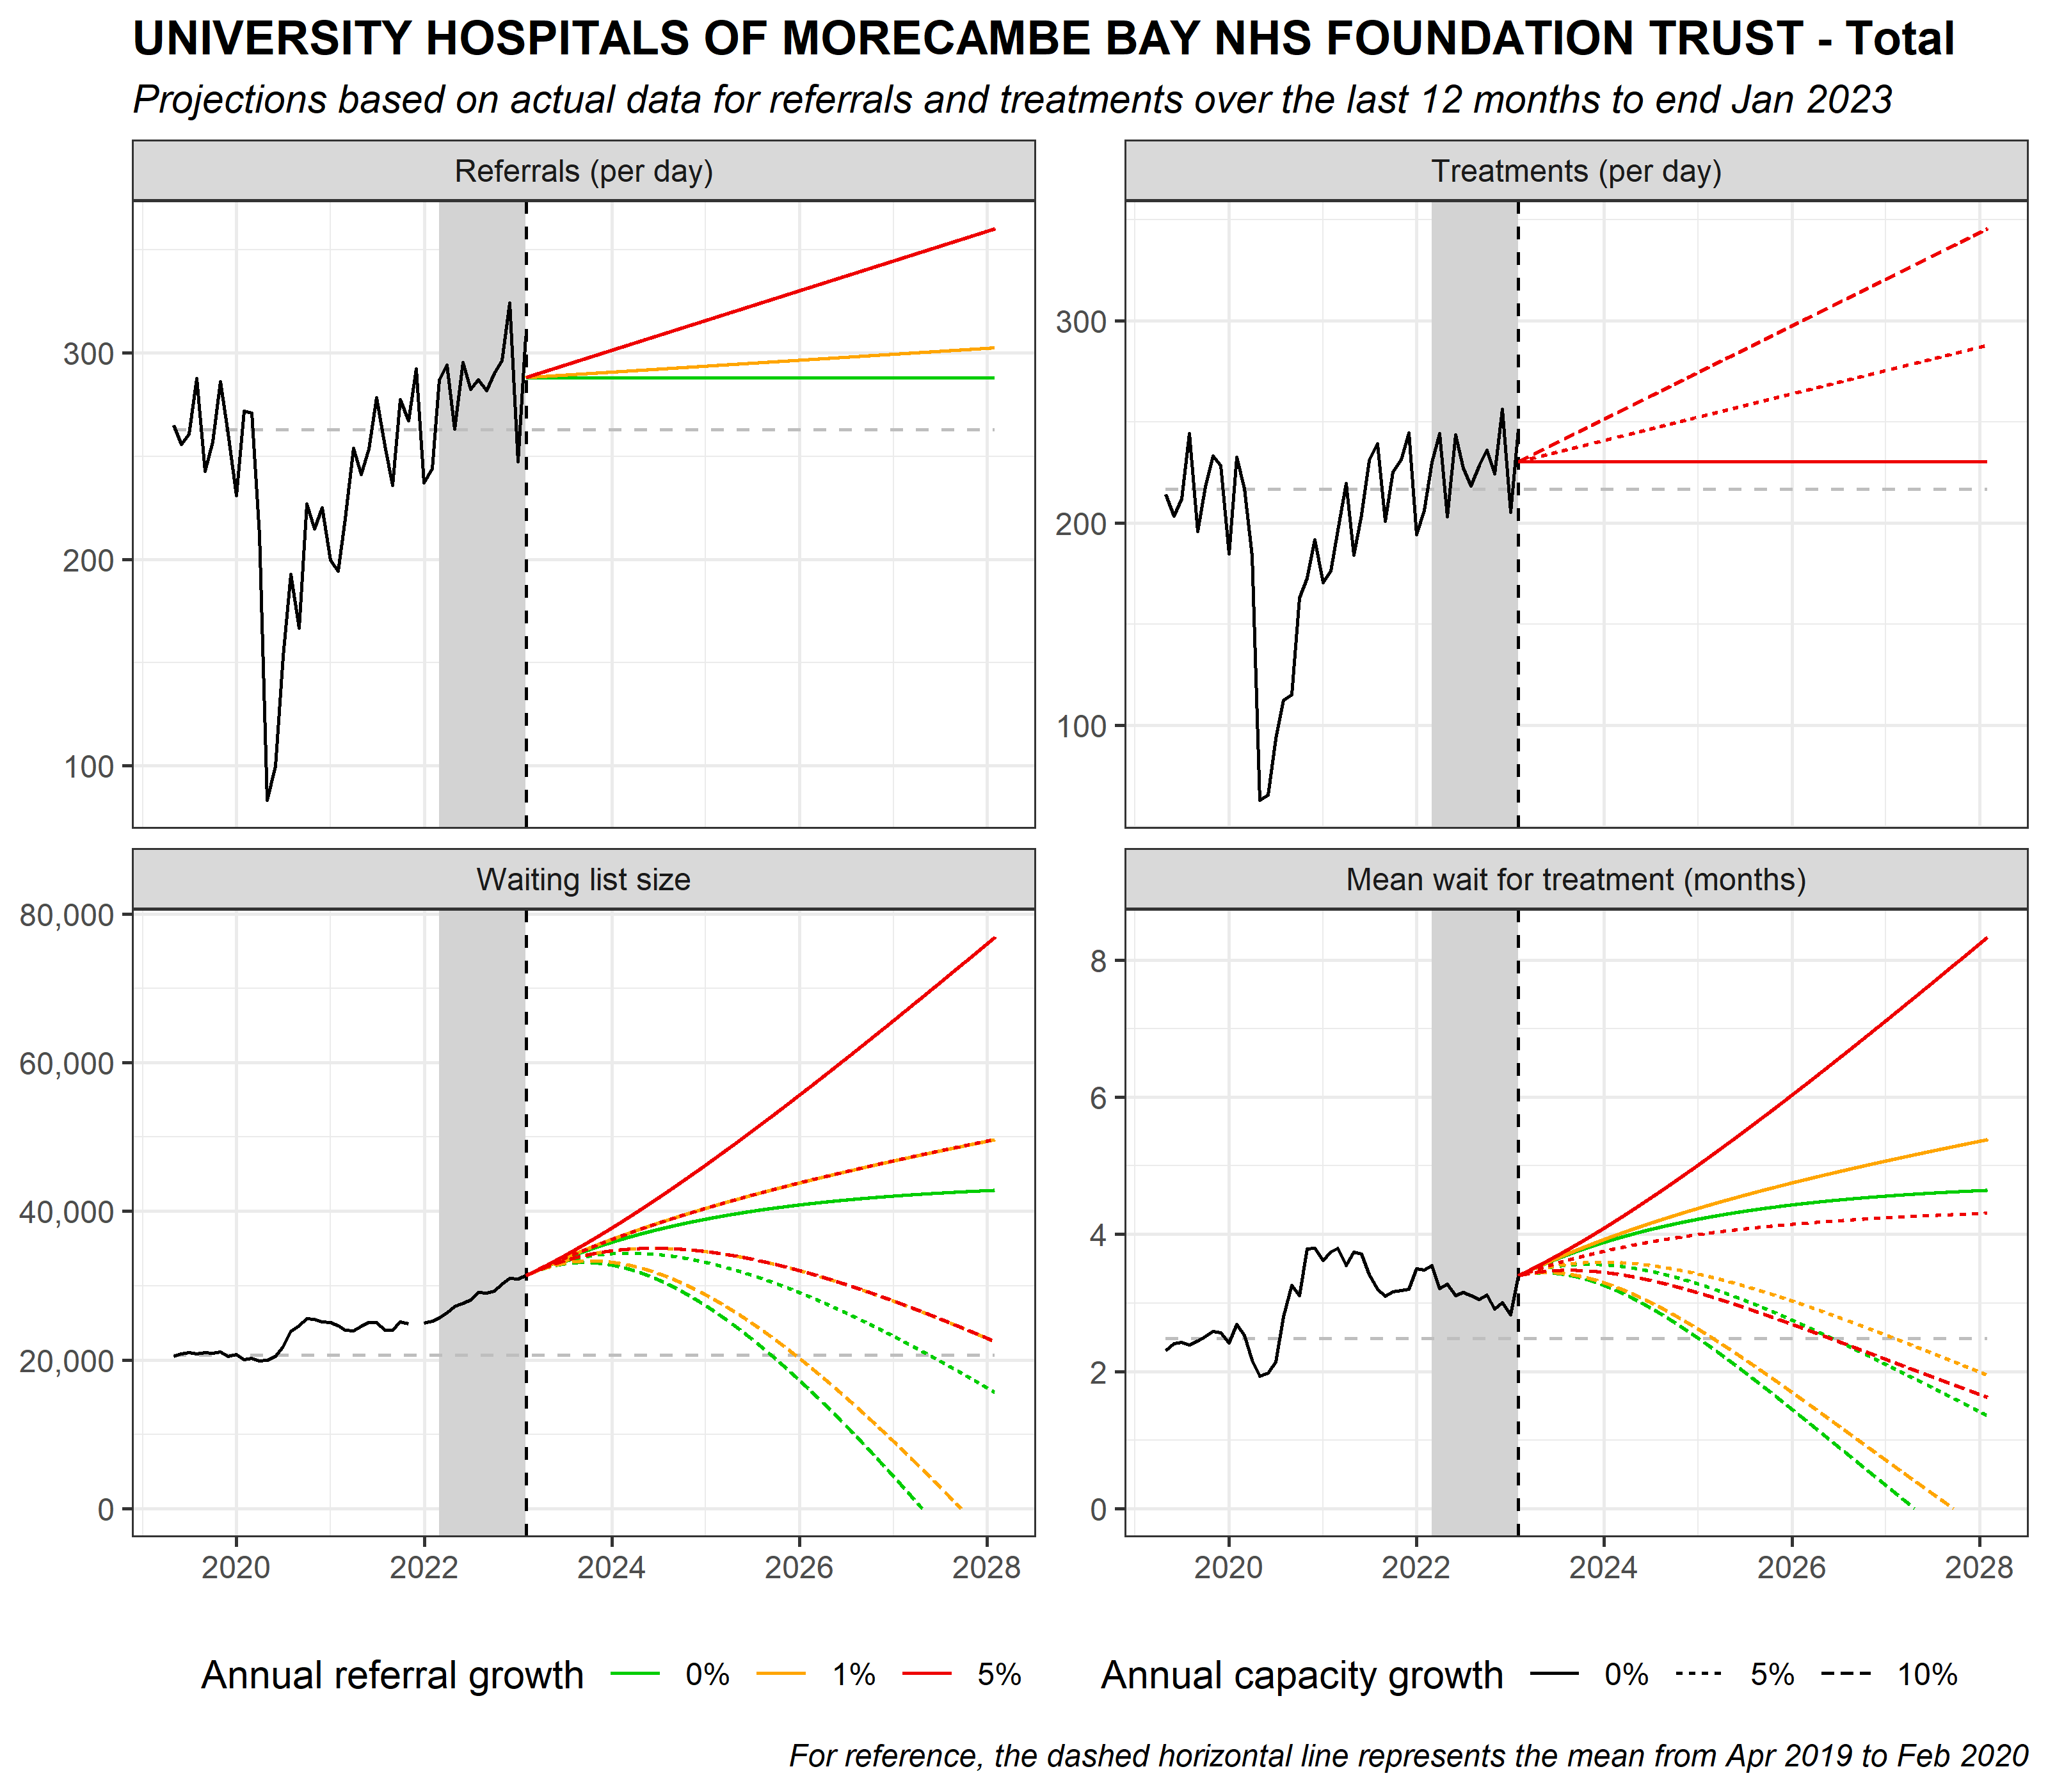 UNIVERSITY HOSPITALS OF MORECAMBE BAY NHS FOUNDATION TRUST - Total
Projections based on actual data for referrals and treatments over the last 12 months to end Jan 2023
Referrals (per day)
300
200
100
Treatments (per day)
300
200
100
Waiting list size
80,000
60,000
40,000
20,000
0
2020 2022 2024 2026 2028
Mean wait for treatment (months)
8
6
4
2
0
2020 2022 2024 2026 2028
Annual referral growth 0% 1% 5%
Annual capacity growth 0% 5% 10%
For reference, the dashed horizontal line represents the mean from Apr 2019 to Feb 2020